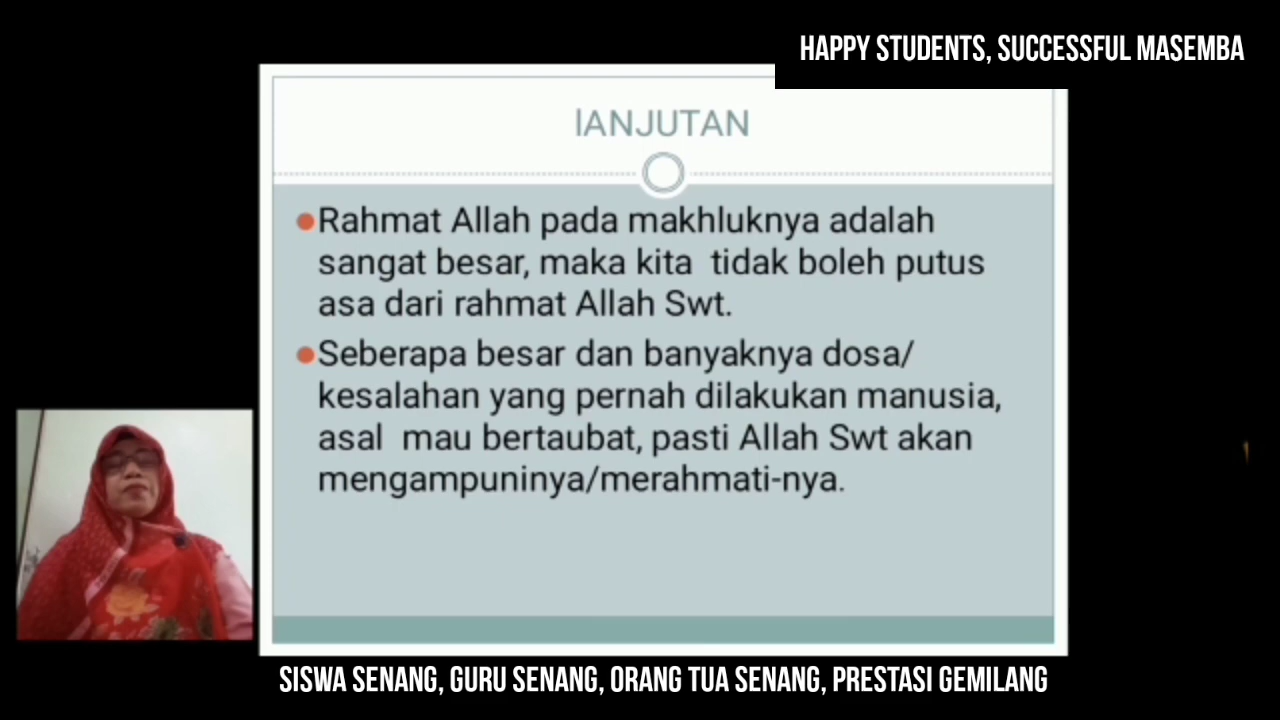 HAPPY STUDENTS, SUCCESSFUL MASEMBA
lANJUTAN
Rahmat Allah pada makhluknya adalah
sangat besar, maka kita tidak boleh putus
asa dari rahmat Allah Swt.
Seberapa besar dan banyaknya dosa/
kesalahan yang pernah dilakukan manusia,
asal mau bertaubat, pasti Allah Swt akan
mengampuninya/merahmati-nya.
SISWA SENANG, GURU SENANG, ORANG TUA SENANG, PRESTASI GEMILANG